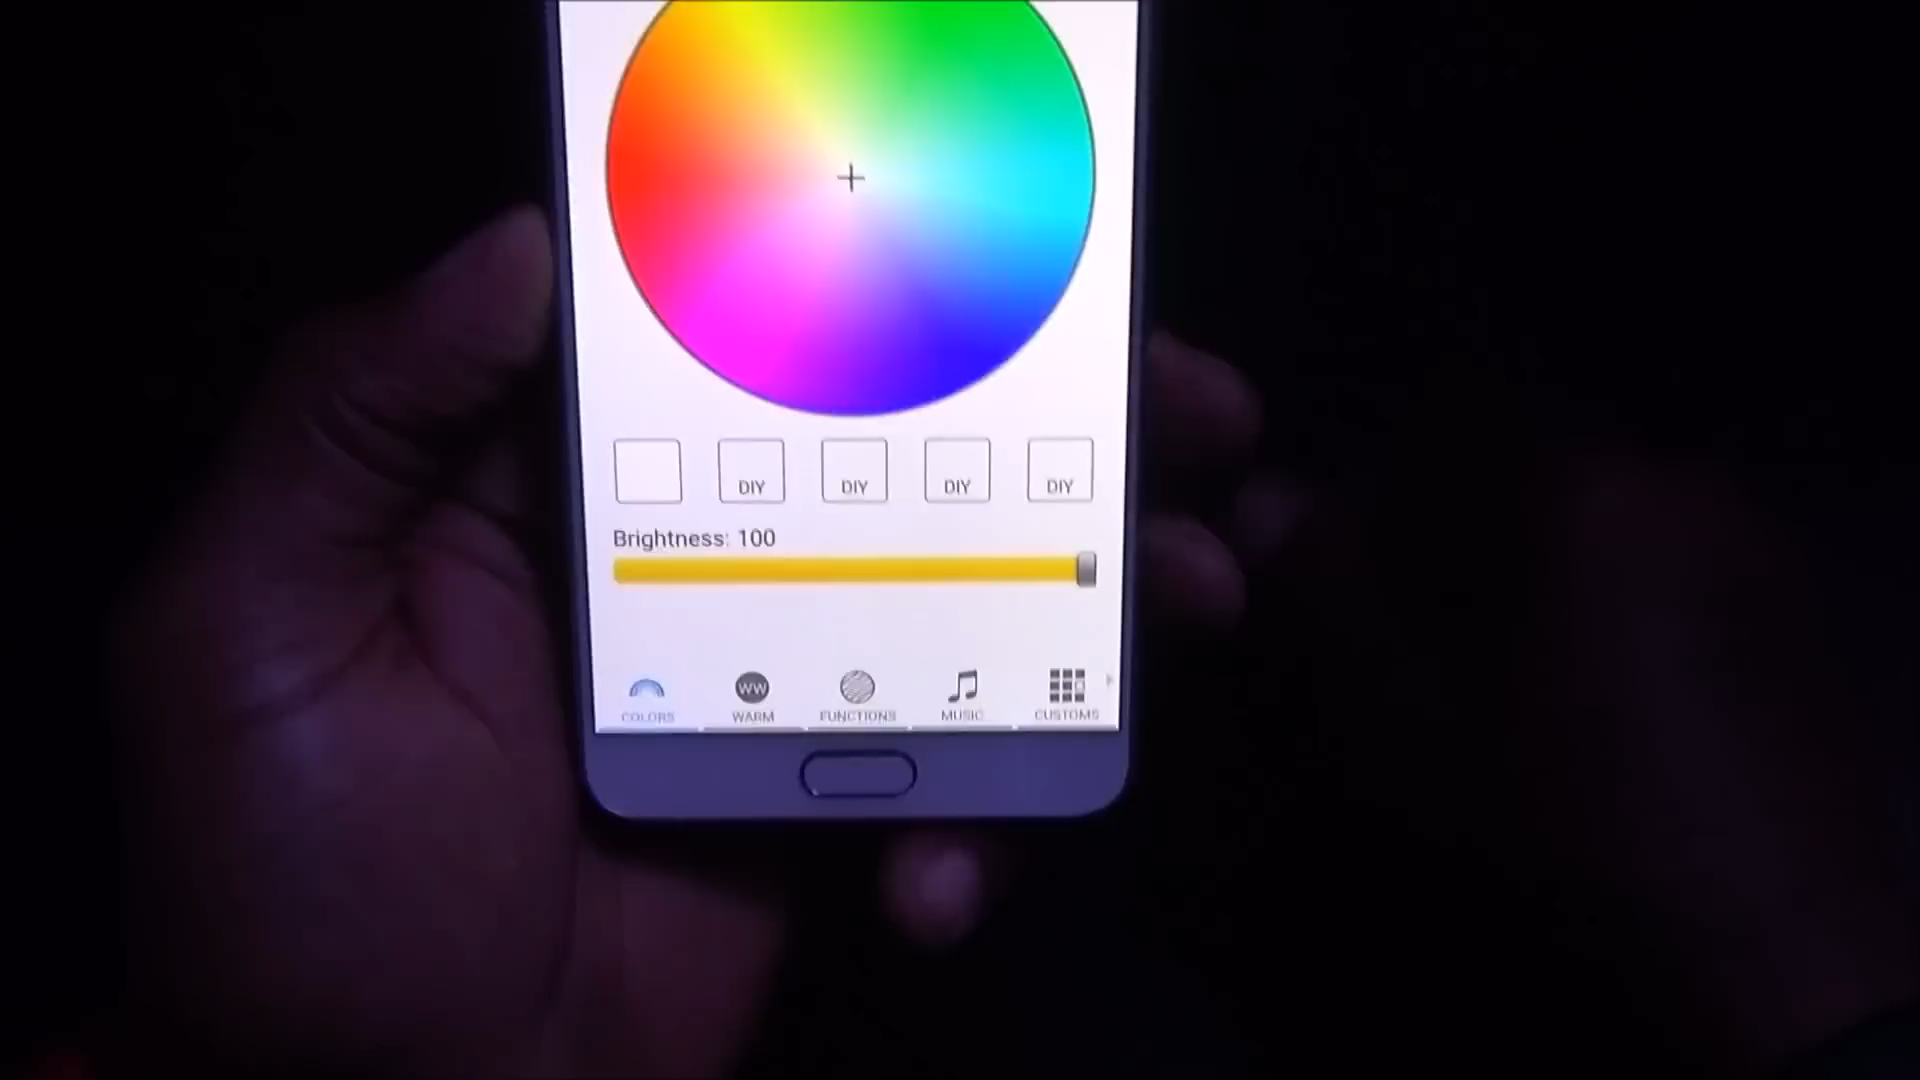 DIY DIY DIY DIY
Brightness: 100
WW
COLORS WARM FUNCTIONS MUSIC CUSTOMS